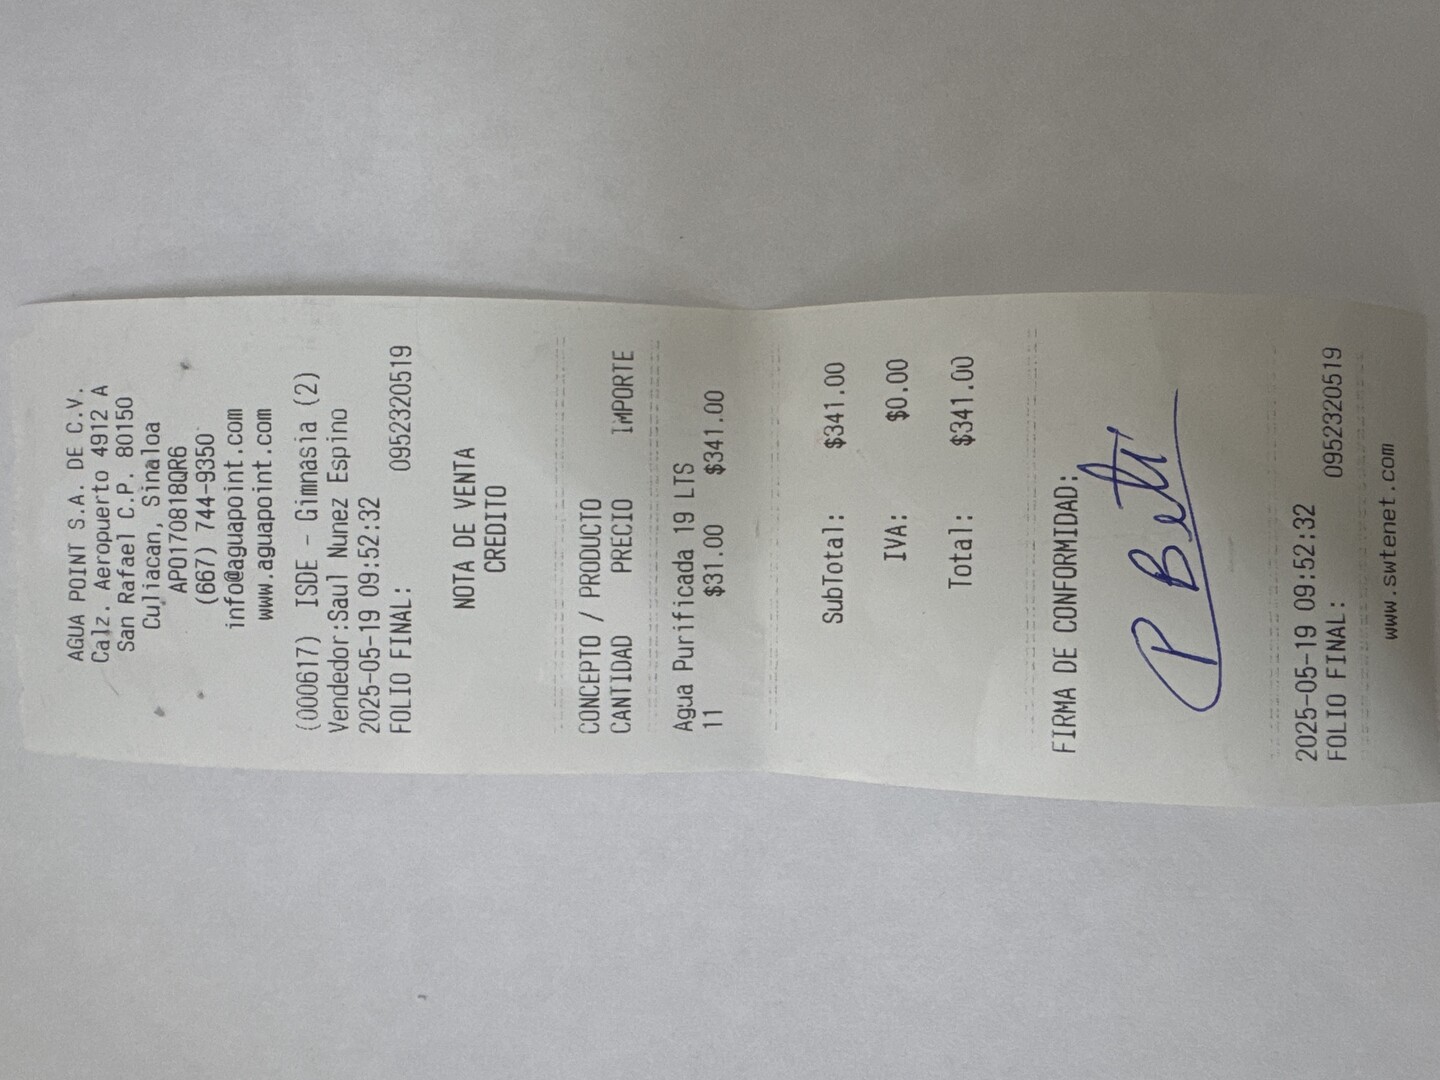 AGUA POINT S.A. DE C.V.
Calz. Aeropuerto 4912 A
San Rafael C.P. 80150
Culiacan, Sinaloa
APO170818QR6
(667) 744-9350
info@aguapoint.com
www.aguapoint.com
(000617) ISDE - Gimnasia (2)
Vendedor:Saul Nunez Espino
2025-05-19 09:52:32
FOLIO FINAL: 0952320519
NOTA DE VENTA
CREDITO
CONCEPTO / PRODUCTO
CANTIDAD PRECIO IMPORTE
Agua Purificada 19 LTS
11 $31.00 $341.00
SubTotal: $341.00
IVA: $0.00
Total: $341.00
FIRMA DE CONFORMIDAD:
P Beti
2025-05-19 09:52:32
FOLIO FINAL: 0952320519
www.swtenet.com